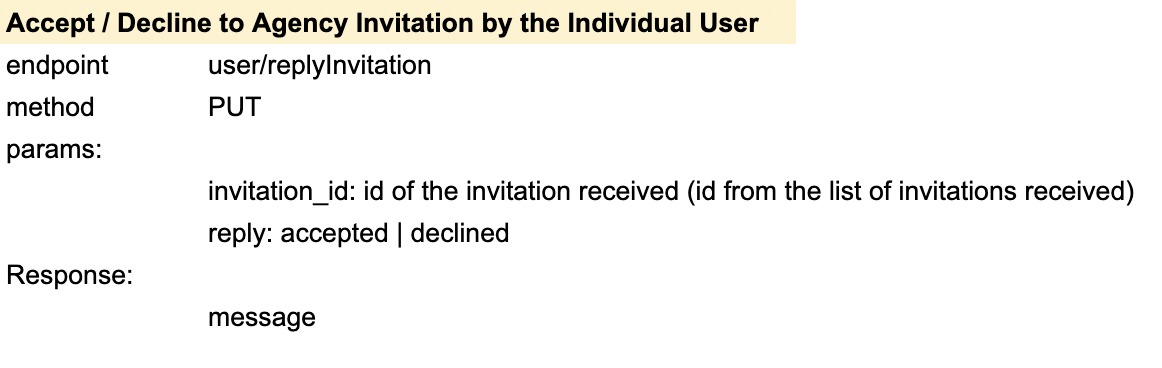 Accept / Decline to Agency Invitation by the Individual User
endpoint user/replyInvitation
method PUT
params:
invitation_id: id of the invitation received (id from the list of invitations received)
reply: accepted | declined
Response:
message